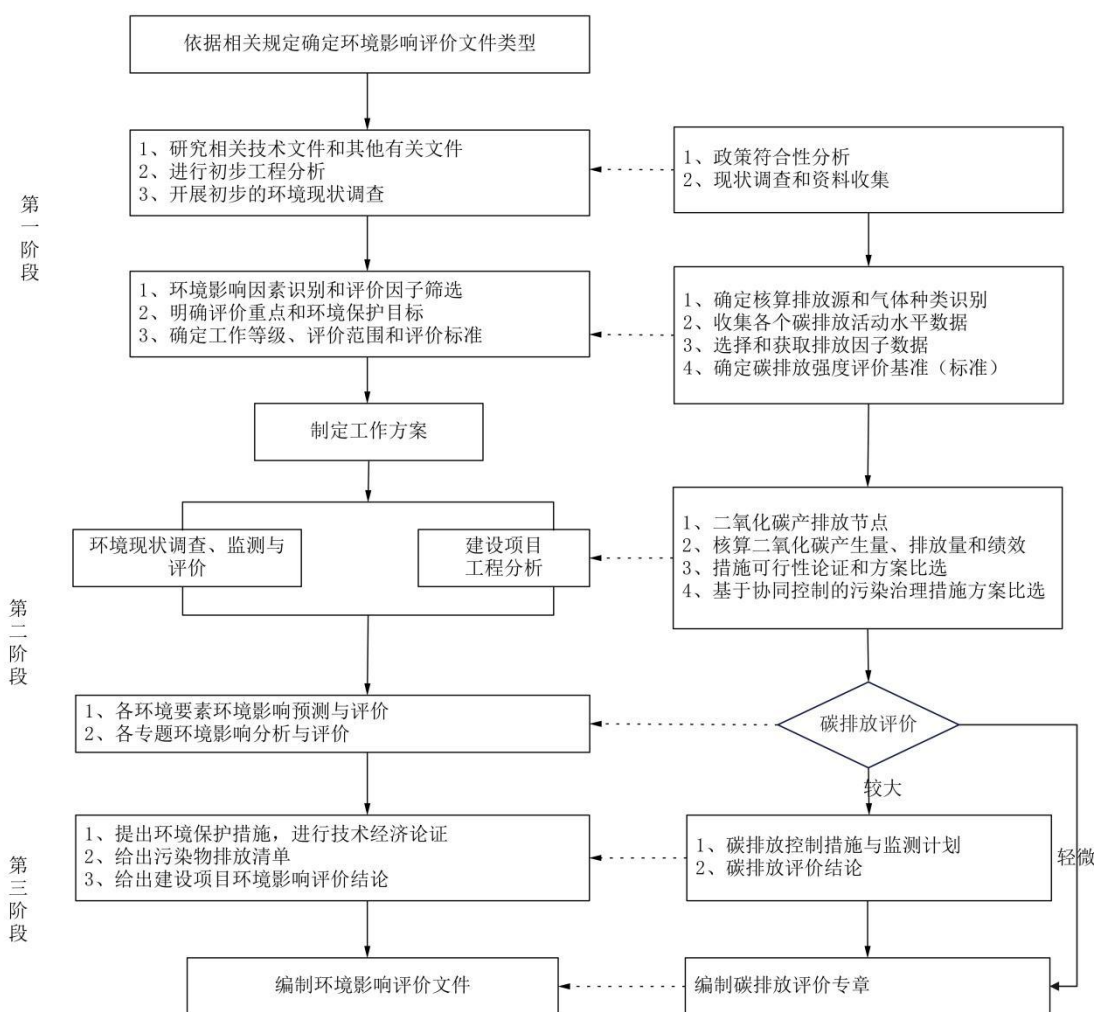 依据相关规定确定环境影响评价文件类型
第一阶段
1、研究相关技术文件和其他有关文件
2、进行初步工程分析
3、开展初步的环境现状调查
1、政策符合性分析
2、现状调查和资料收集
1、环境影响因素识别和评价因子筛选
2、明确评价重点和环境保护目标
3、确定工作等级、评价范围和评价标准
1、确定核算排放源和气体种类识别
2、收集各个碳排放活动水平数据
3、选择和获取排放因子数据
4、确定碳排放强度评价基准（标准）
制定工作方案
第二阶段
环境现状调查、监测与
评价
建设项目
工程分析
1、二氧化碳产排放节点
2、核算二氧化碳产生量、排放量和绩效
3、措施可行性论证和方案比选
4、基于协同控制的污染治理措施方案比选
1、各环境要素环境影响预测与评价
2、各专题环境影响分析与评价
碳排放评价
较大
轻微
第三阶段
1、提出环境保护措施，进行技术经济论证
2、给出污染物排放清单
3、给出建设项目环境影响评价结论
1、碳排放控制措施与监测计划
2、碳排放评价结论
编制环境影响评价文件
编制碳排放评价专章